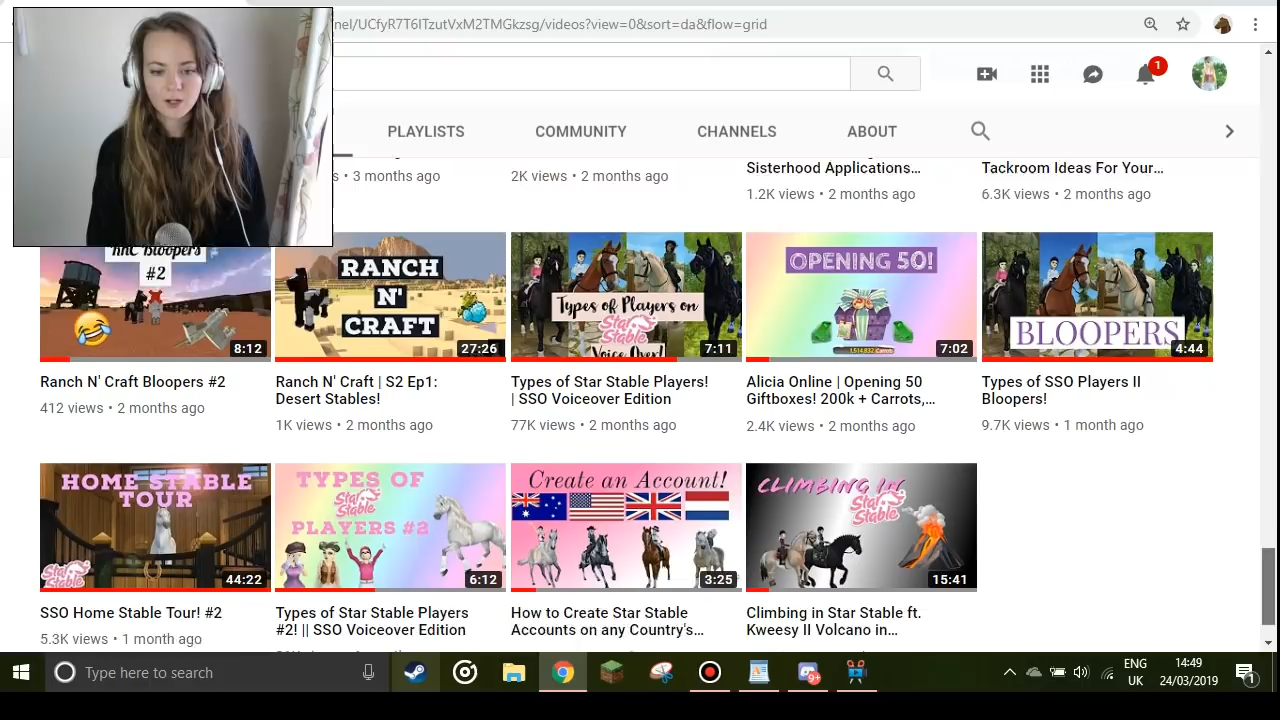 nel/UCfyR7T6ITzutVxM2TMGkzsg/videos?view=0&sort=da&flow=grid
1
PLAYLISTS
COMMUNITY
CHANNELS
ABOUT
3 months ago
2K views • 2 months ago
Sisterhood Applications...
1.2K views • 2 months ago
Tackroom Ideas For Your...
6.3K views • 2 months ago
RnC Bloopers
#2
8:12
Ranch N' Craft Bloopers #2
412 views • 2 months ago
RANCH
N'
CRAFT
27:26
Ranch N' Craft | S2 Ep1:
Desert Stables!
1K views • 2 months ago
Types of Players on
Star Stable
Voice Over!
7:11
Types of Star Stable Players!
| SSO Voiceover Edition
77K views • 2 months ago
OPENING 50!
7:02
Alicia Online | Opening 50
Giftboxes! 200k + Carrots,...
2.4K views • 2 months ago
BLOOPERS
4:44
Types of SSO Players II
Bloopers!
9.7K views • 1 month ago
HOME STABLE
TOUR
Star Stable
44:22
SSO Home Stable Tour! #2
5.3K views • 1 month ago
TYPES OF
Star Stable
PLAYERS #2
6:12
Types of Star Stable Players
#2! || SSO Voiceover Edition
Create an Account!
3:25
How to Create Star Stable
Accounts on any Country's...
CLIMBING IN
Star Stable
15:41
Climbing in Star Stable ft.
Kweesy II Volcano in...
Type here to search
9+
ENG
UK
14:49
24/03/2019
1